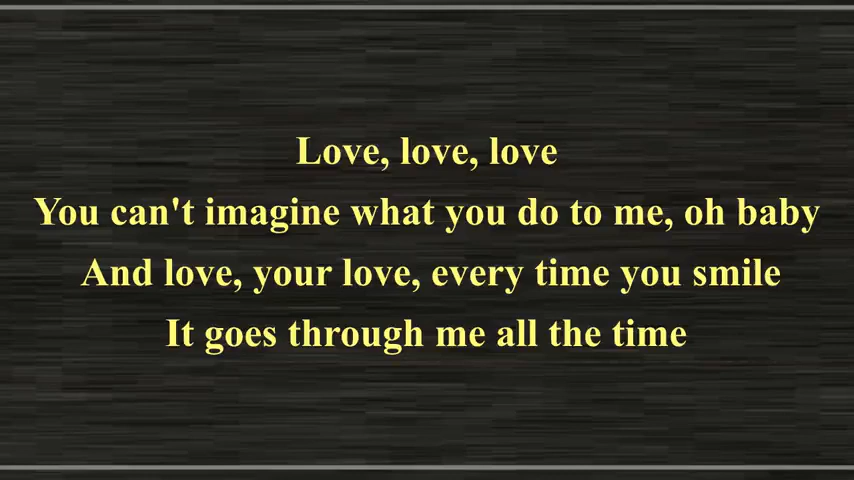 Love, love, love
You can't imagine what you do to me, oh baby
And love, your love, every time you smile
It goes through me all the time